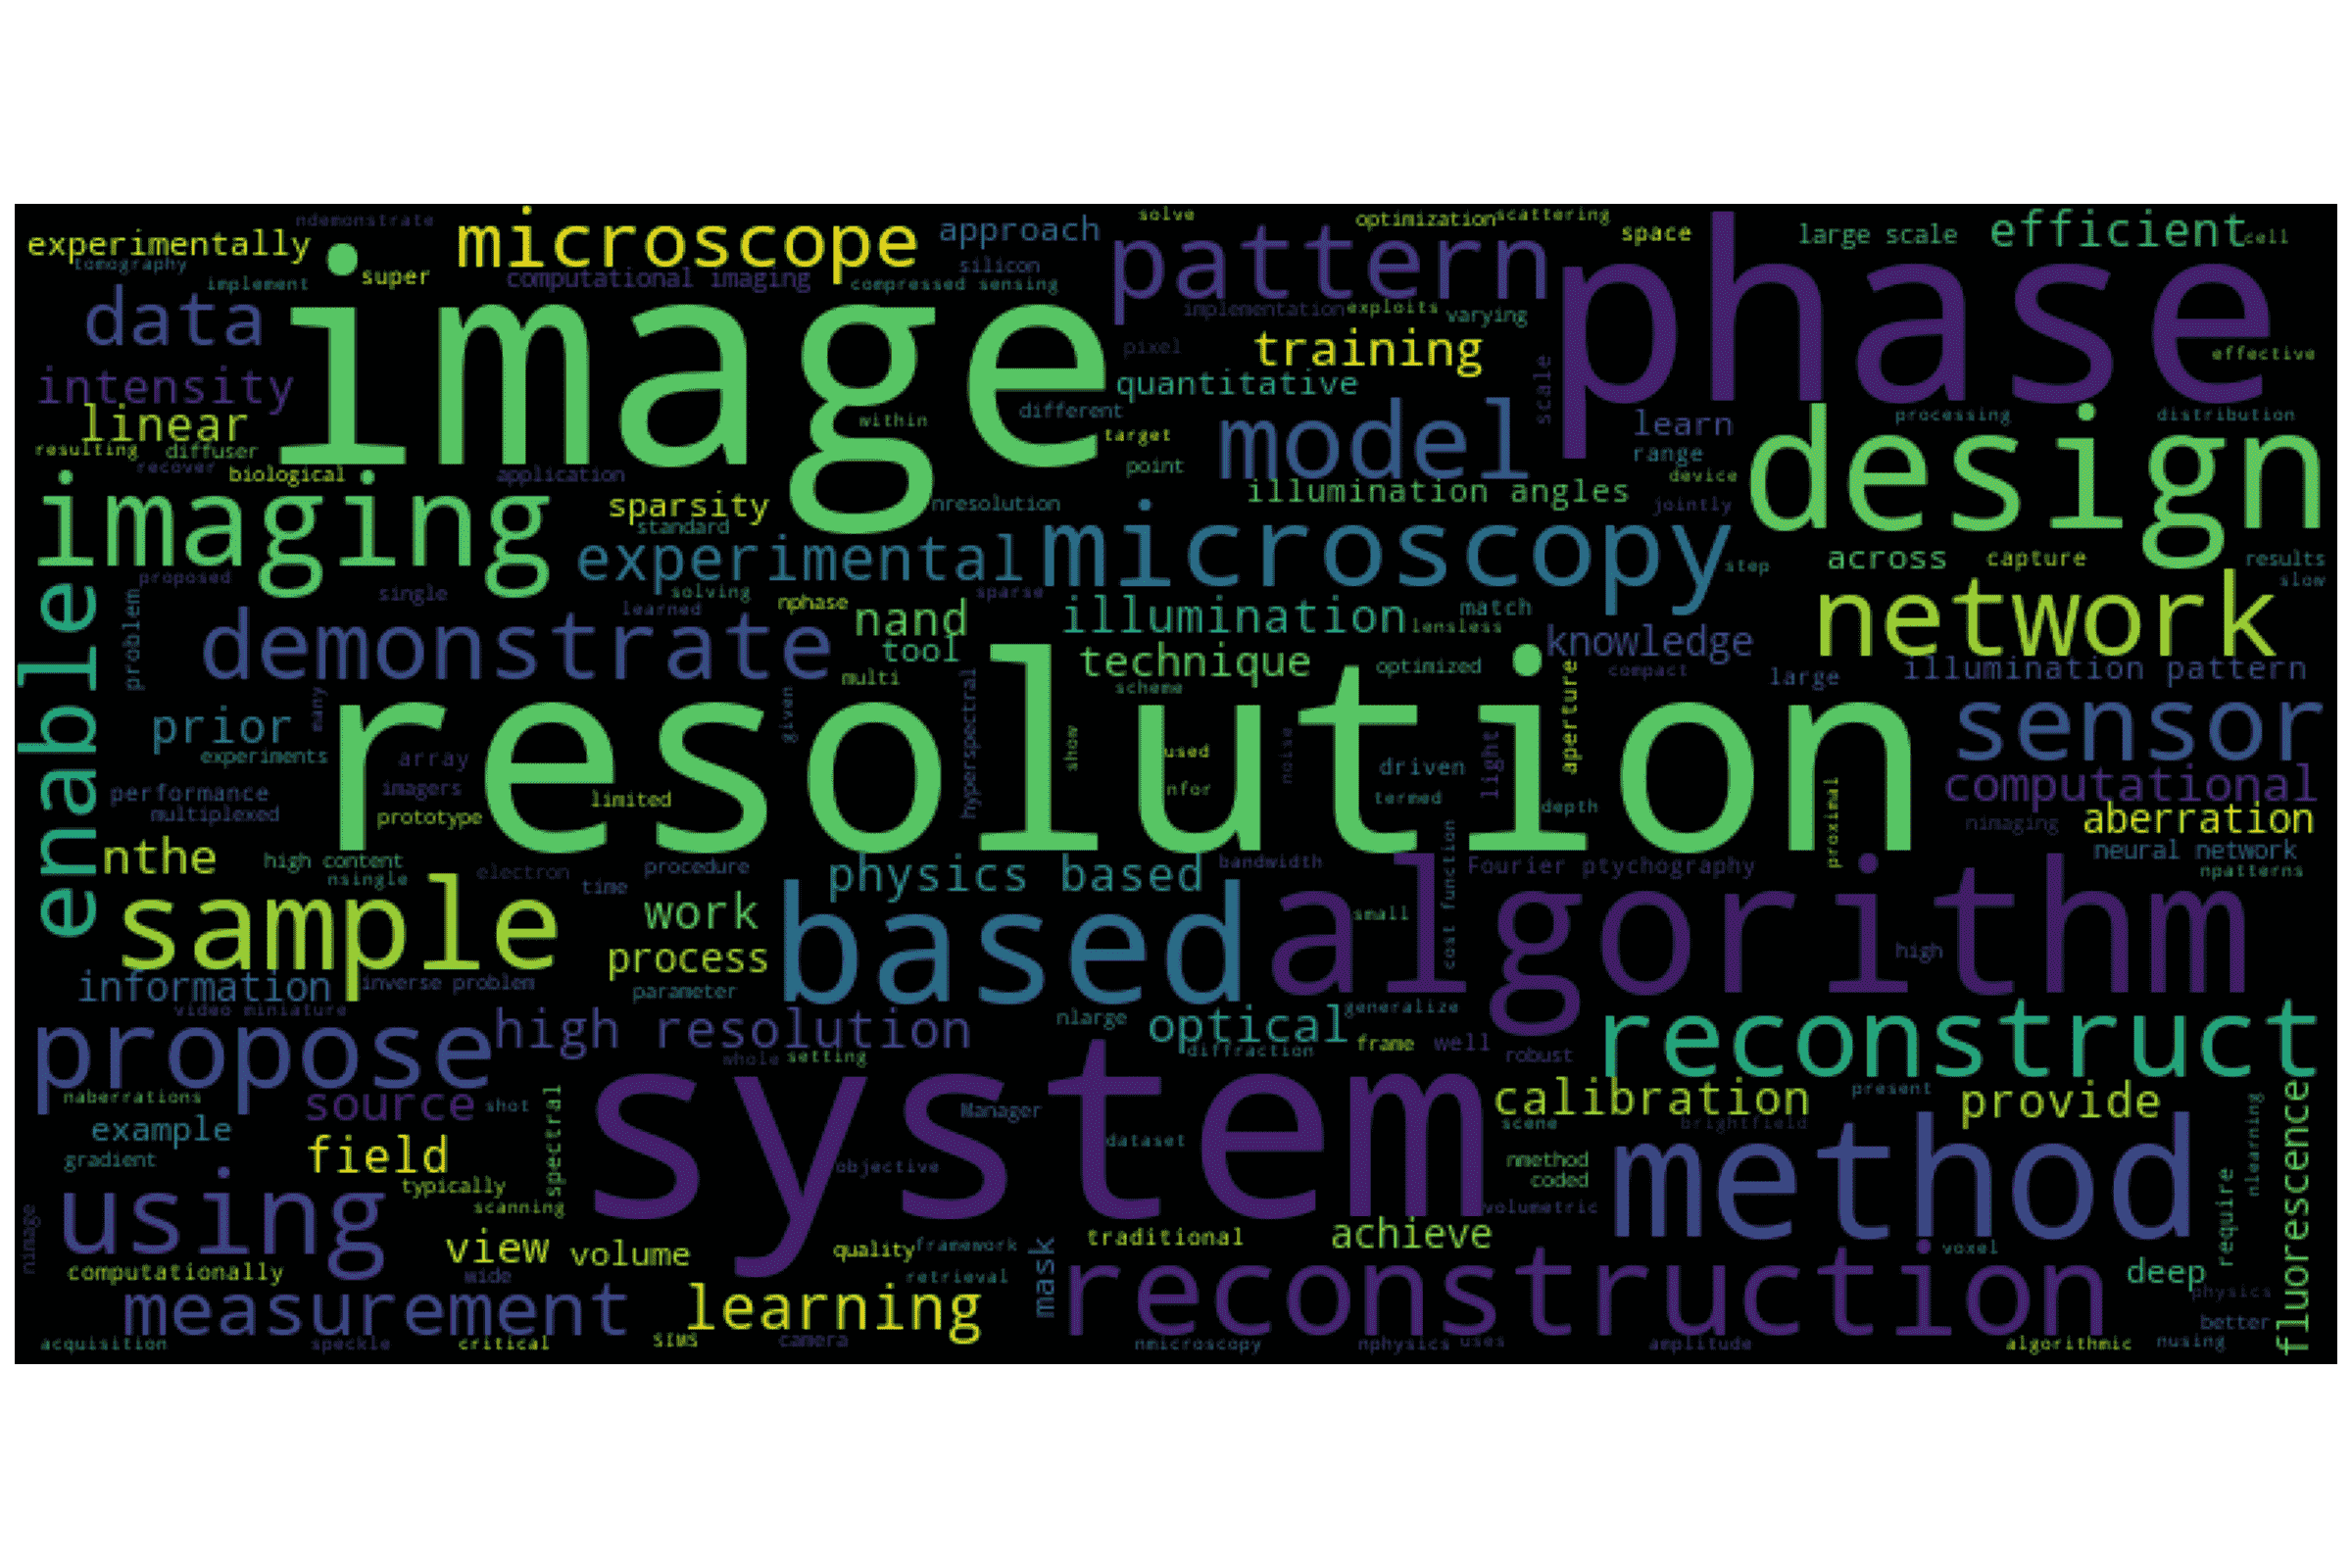 ndemonstrate
solve
optimization
scattering
experimentally
microscope
approach
pattern
space
phase
large scale
efficient
cell
tomography
implement
super
computational imaging
silicon
compressed sensing
data
image
implementation
exploits
varying
pixel
training
effective
intensity
quantitative
scale
linear
within
different
model
learn
processing
distribution
resulting
diffuser
target
range
design
recover
biological
application
point
device
imaging
sparsity
nresolution
illumination angles
jointly
standard
experimental
microscopy
step
across
capture
results
slow
proposed
enable
problem
single
solving
learned
nphase
sparse
demonstrate
nand
illumination
match
lensless
network
tool
technique
knowledge
multi
scheme
optimized
compact
large
illumination pattern
prior
many
resolution
given
hyperspectral
show
used
noise
light
aperture
sensor
experiments
array
driven
performance
imagers
limited
nfor
termed
depth
proximal
computational
multiplexed
prototype
nimaging
aberration
nthe
high content
nsingle
electron
time
procedure
physics based
bandwidth
Fourier ptychography
neural network
npatterns
sample
work
based
small
cost function
algorithm
high
process
information
inverse problem
parameter
video miniature
propose
high resolution
nlarge
optical
generalize
reconstruct
diffraction
frame
well
robust
whole
setting
system
naberrations
source
shot
spectral
Manager
calibration
present
provide
fluorescence
example
dataset
scene
brightfield
gradient
field
objective
nmethod
coded
method
require
nlearning
using
typically
scanning
volumetric
nimage
view
volume
quality
framework
mask
traditional
achieve
voxel
computationally
wide
retrieval
deep
measurement
learning
reconstruction
physics
better
acquisition
speckle
critical
SIMS
camera
nmicroscopy
nphysics
uses
amplitude
algorithmic
nusing